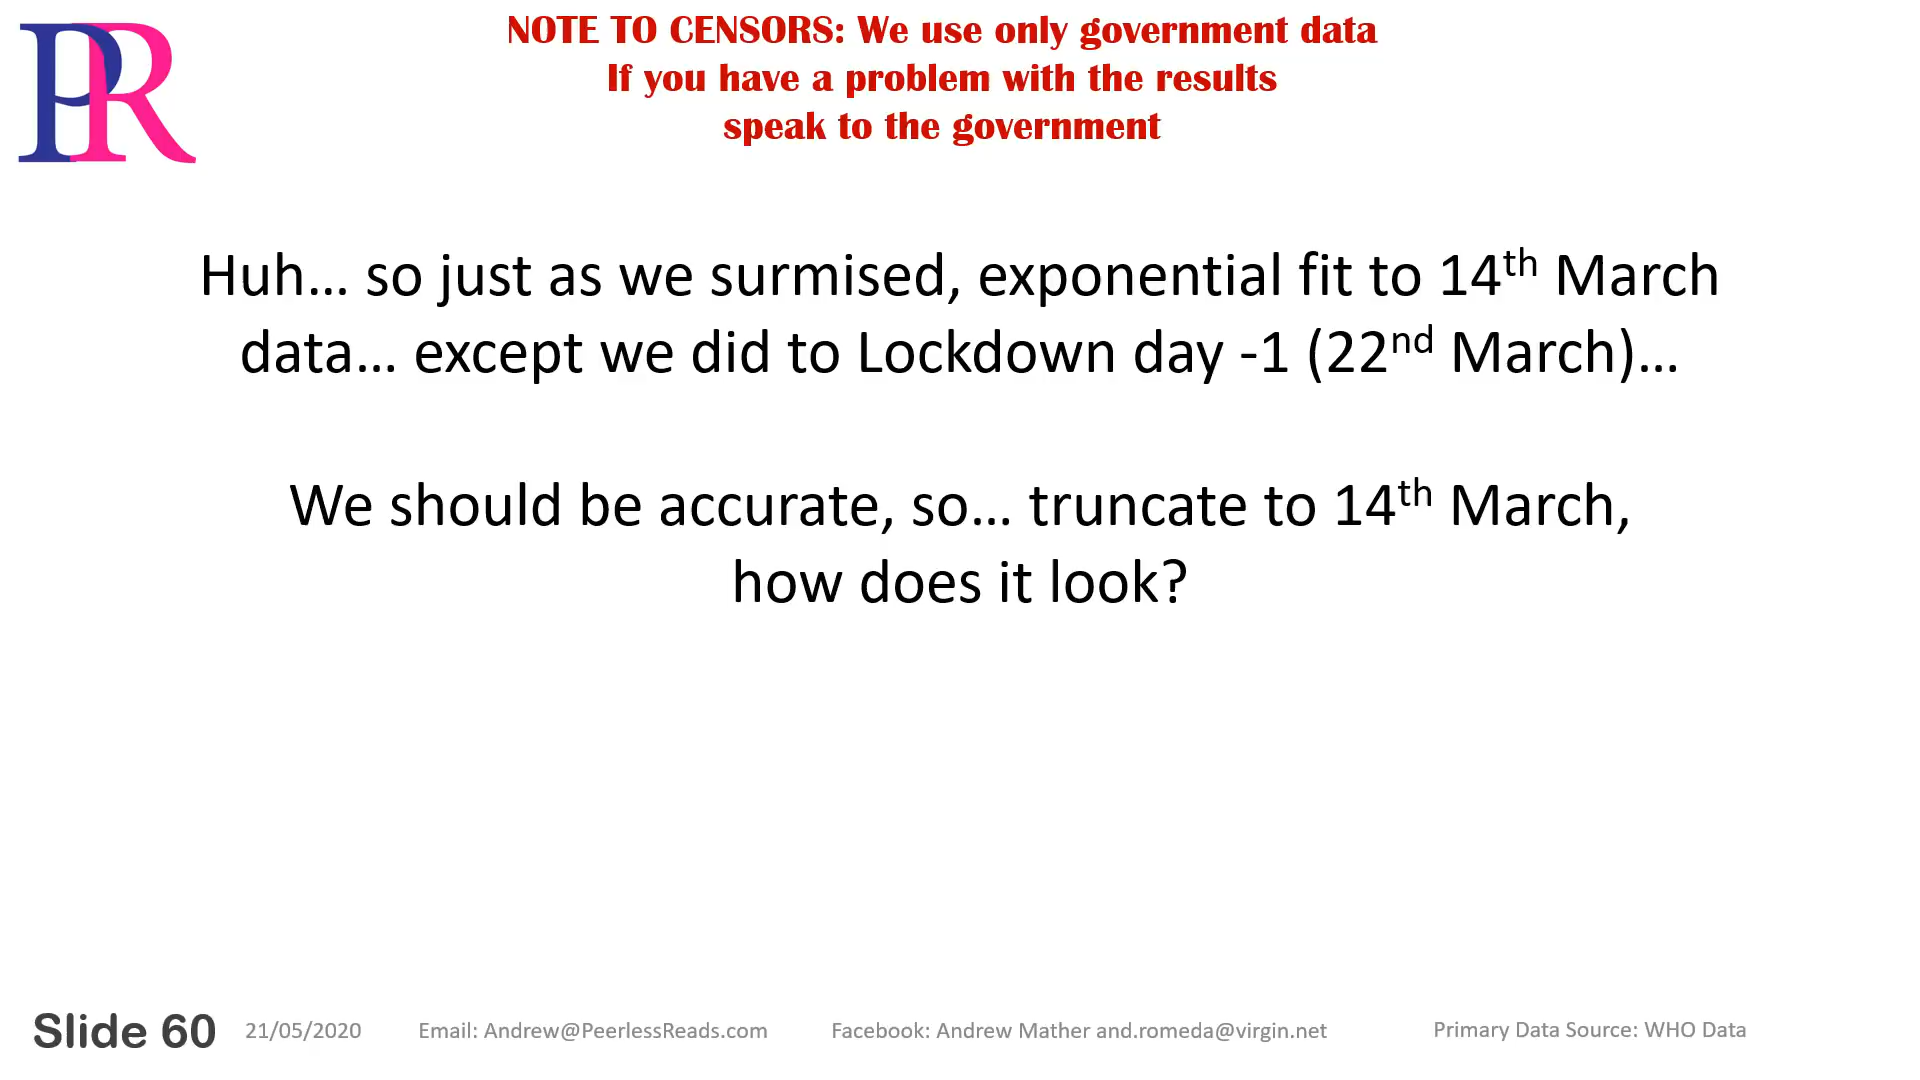 PR
NOTE TO CENSORS: We use only government data
If you have a problem with the results
speak to the government
Huh... so just as we surmised, exponential fit to 14th March
data... except we did to Lockdown day -1 (22nd March)...
We should be accurate, so... truncate to 14th March,
how does it look?
Slide 60 21/05/2020 Email: Andrew@PeerlessReads.com Facebook: Andrew Mather and.romeda@virgin.net Primary Data Source: WHO Data